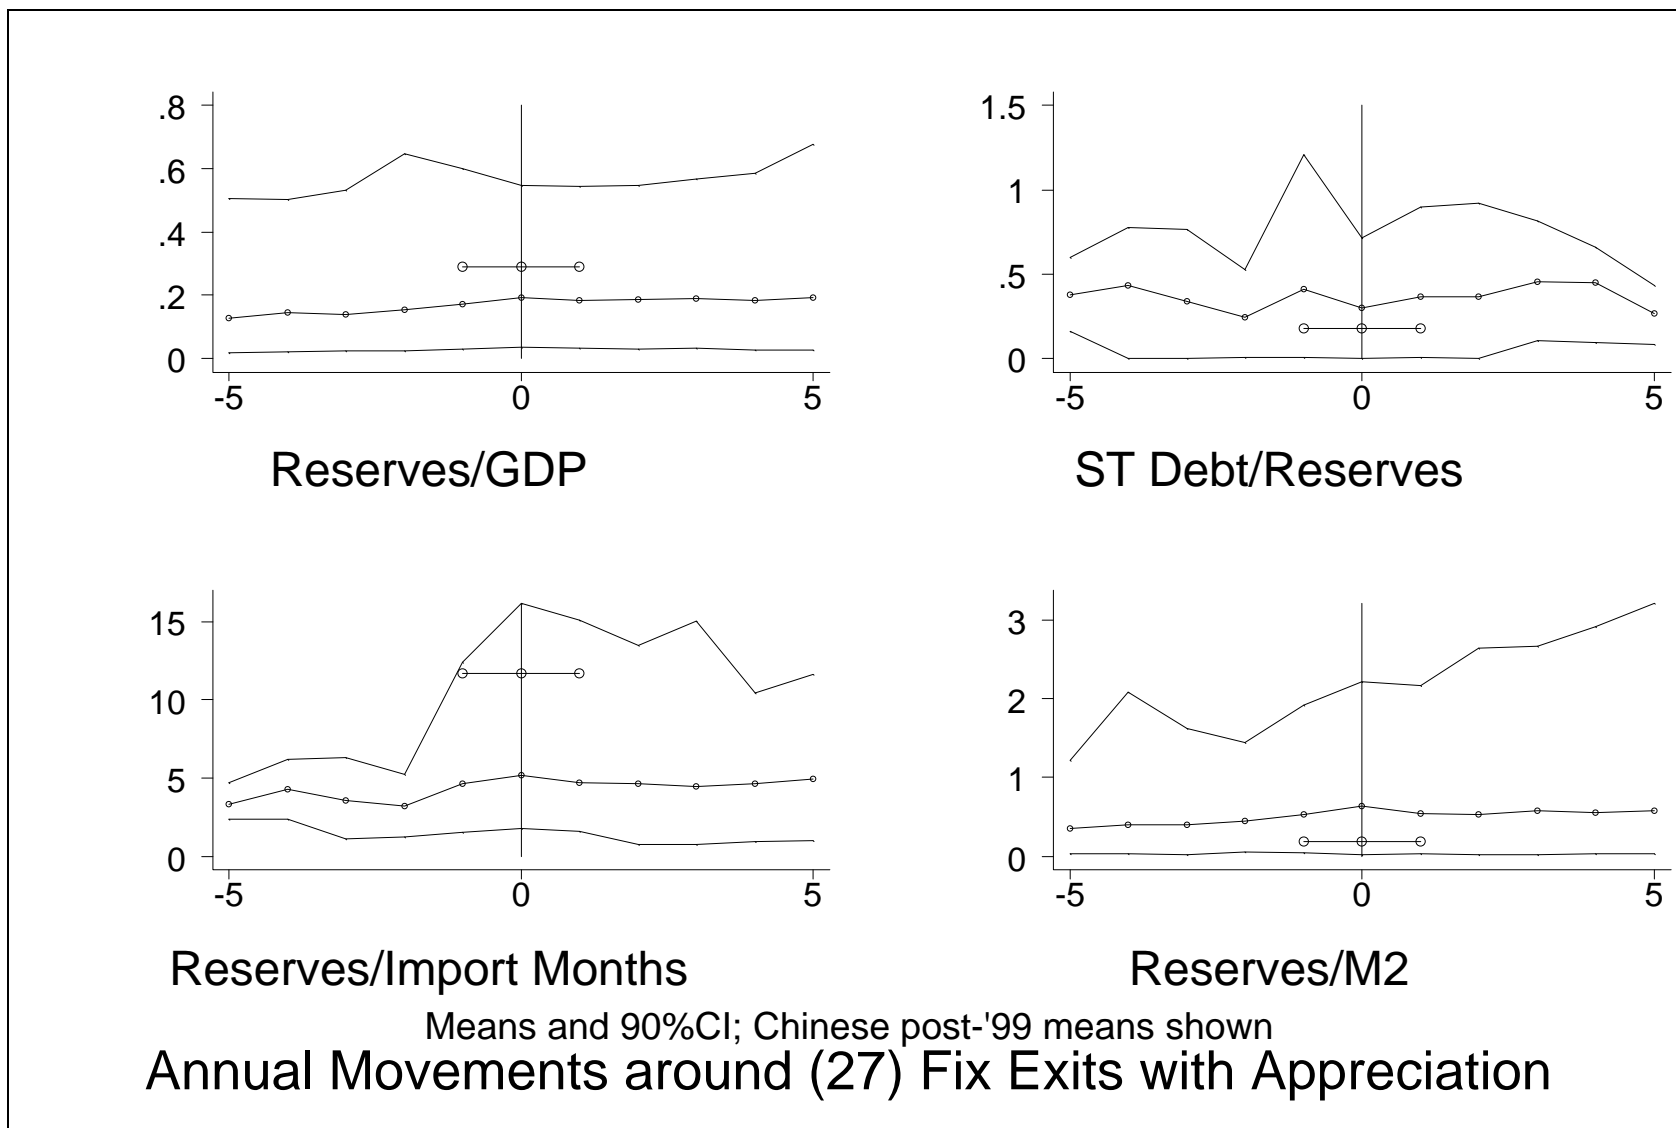 .8
.6
.4
.2
0
-5 0 5
Reserves/GDP
1.5
1
.5
0
-5 0 5
ST Debt/Reserves
15
10
5
0
-5 0 5
Reserves/Import Months
3
2
1
0
-5 0 5
Reserves/M2
Means and 90%CI; Chinese post-'99 means shown
Annual Movements around (27) Fix Exits with Appreciation